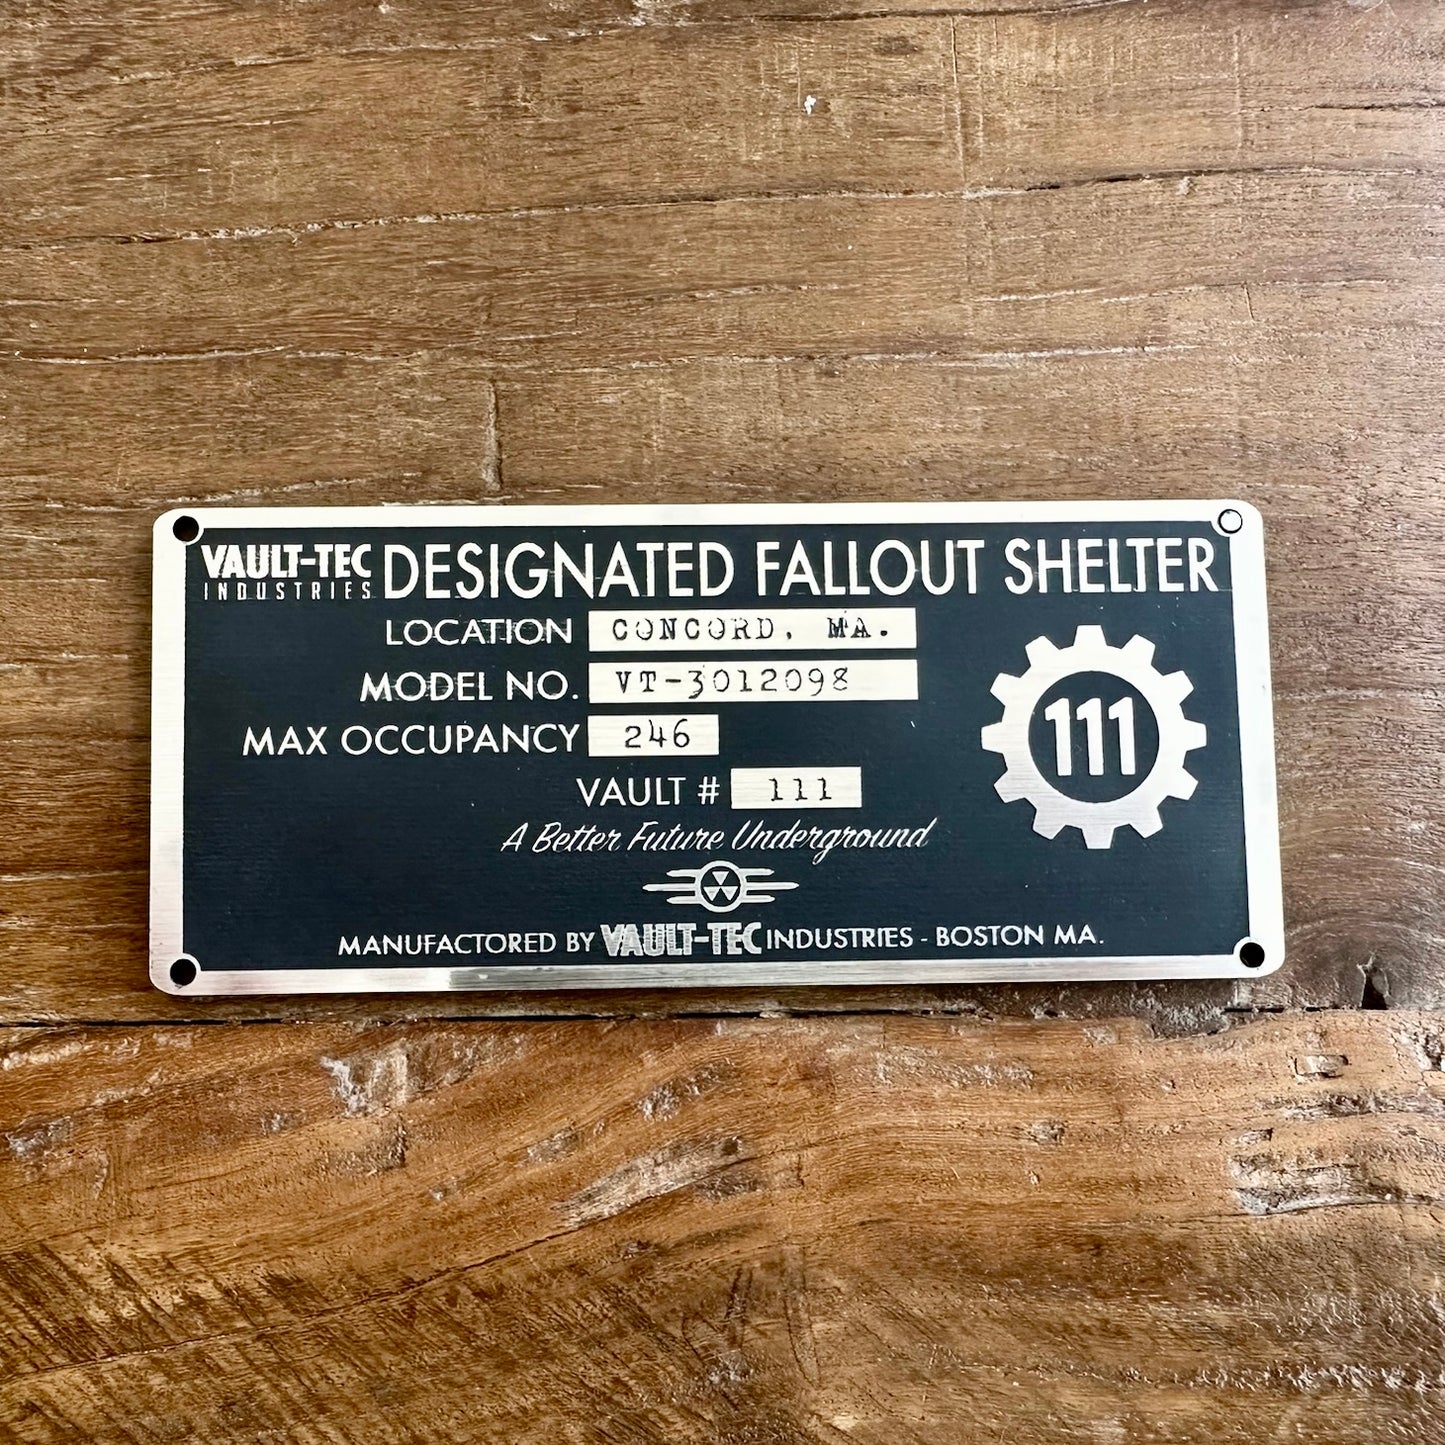 VAULT-TEC INDUSTRIES DESIGNATED FALLOUT SHELTER
LOCATION CONCORD, MA.
MODEL NO. VT-3012098
MAX OCCUPANCY 246
VAULT # 111
111
A Better Future Underground
MANUFACTORED BY VAULT-TEC INDUSTRIES - BOSTON MA.